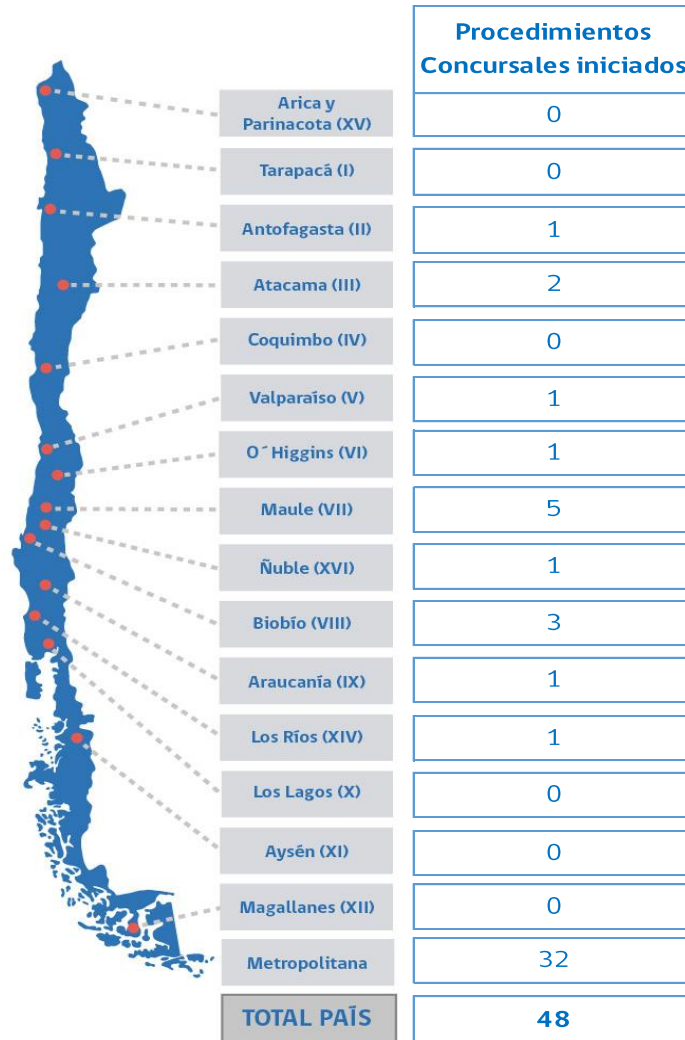 Procedimientos
Concursales iniciados
Arica y
Parinacota (XV)
0
Tarapacá (I)
0
Antofagasta (II)
1
Atacama (III)
2
Coquimbo (IV)
0
Valparaíso (V)
1
O´Higgins (VI)
1
Maule (VII)
5
Ñuble (XVI)
1
Biobío (VIII)
3
Araucanía (IX)
1
Los Ríos (XIV)
1
Los Lagos (X)
0
Aysén (XI)
0
Magallanes (XII)
0
Metropolitana
32
TOTAL PAÍS
48